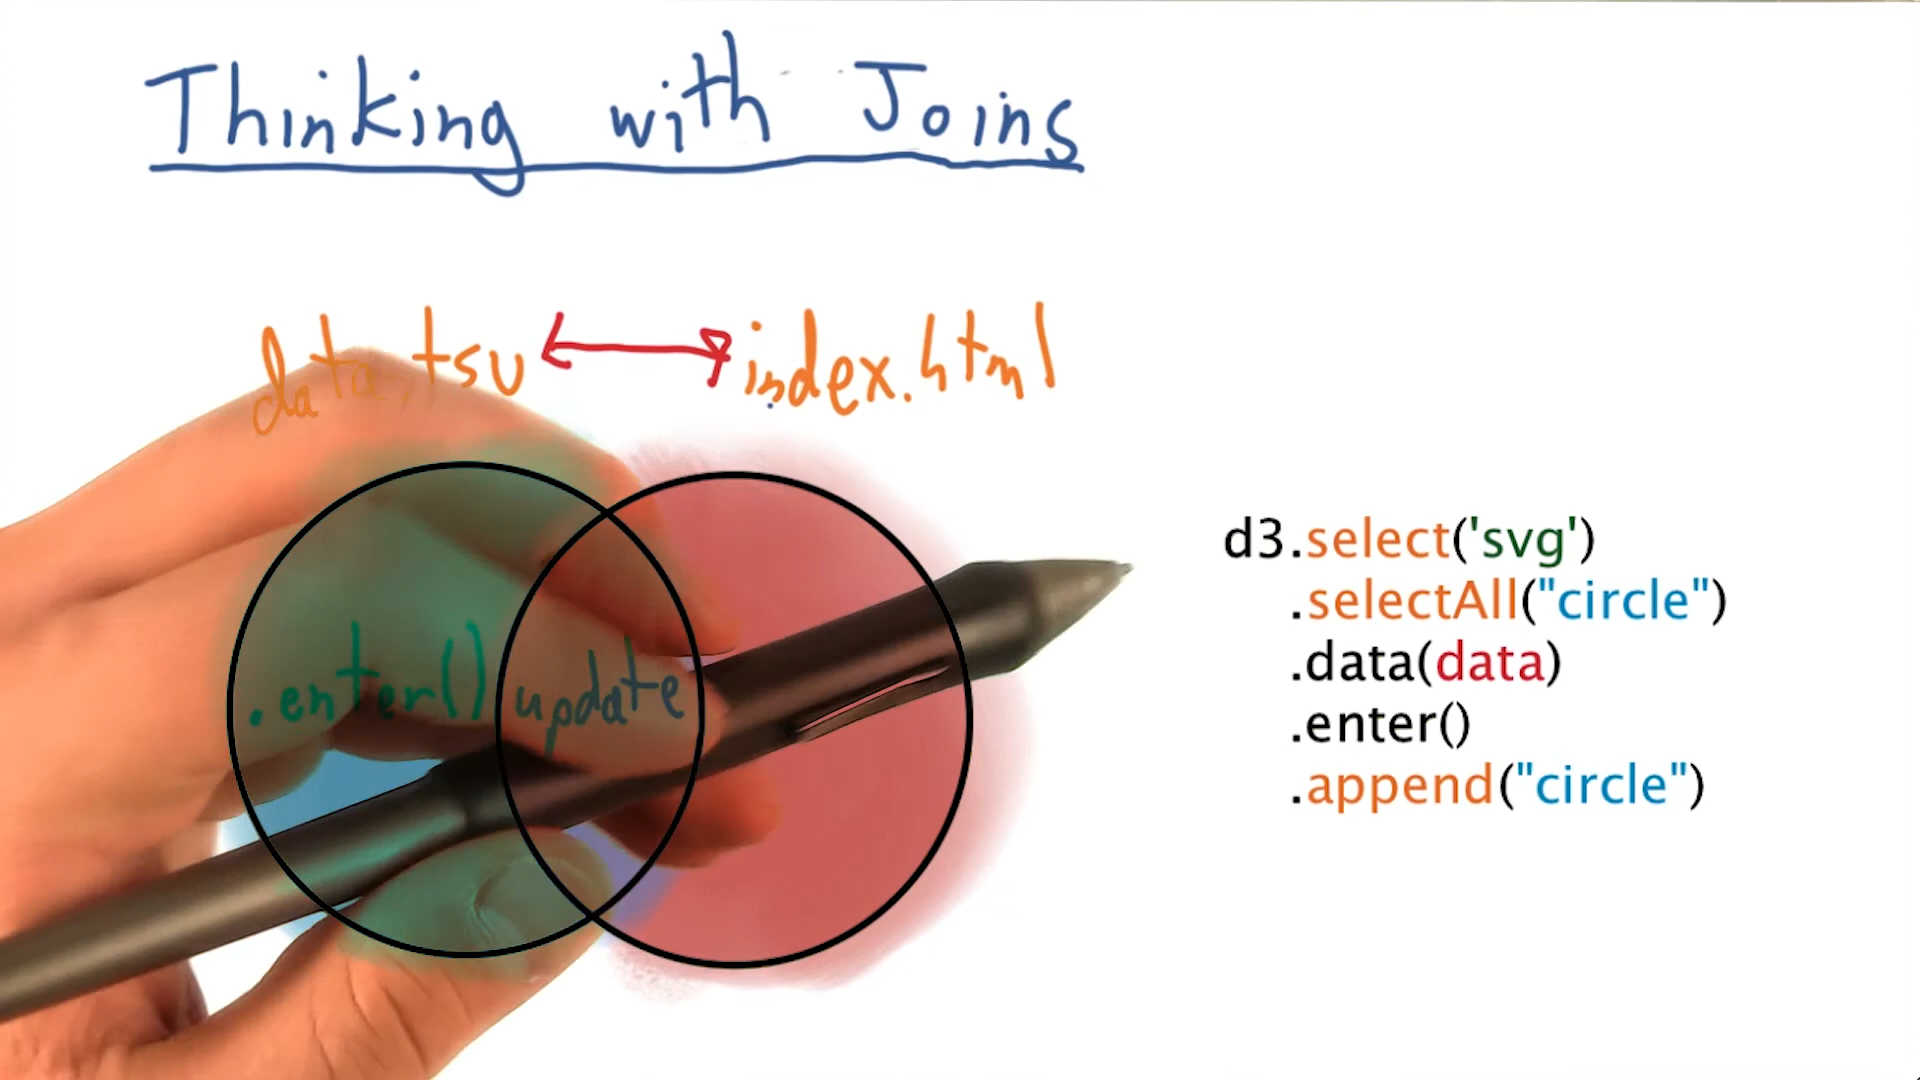 Thinking with Joins
data.tsv index.html
.enter() update
d3.select('svg')
.selectAll("circle")
.data(data)
.enter()
.append("circle")